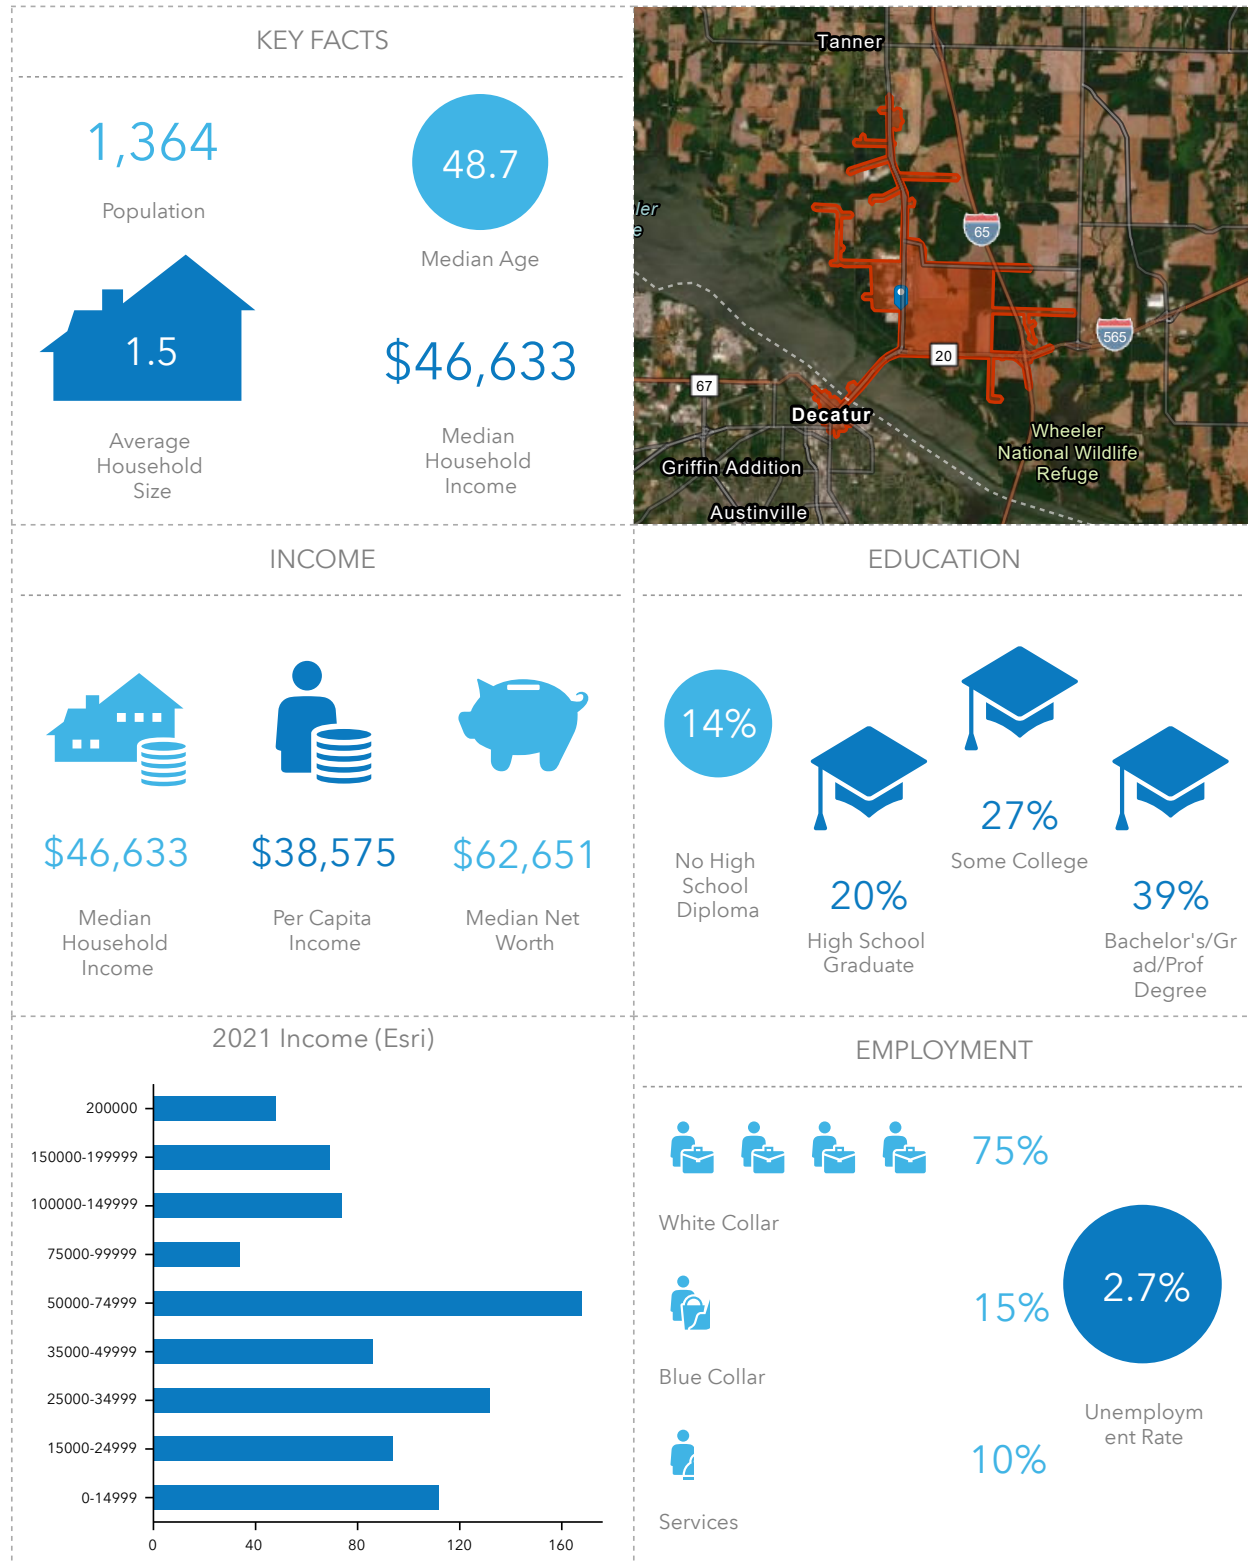 KEY FACTS
1,364
Population
48.7
Median Age
1.5
Average
Household
Size
$46,633
Median
Household
Income
Tanner
ler
e
65
565
20
67
Decatur
Wheeler
National Wildlife
Refuge
Griffin Addition
Austinville
INCOME
$46,633
Median
Household
Income
$38,575
Per Capita
Income
$62,651
Median Net
Worth
EDUCATION
14%
No High
School
Diploma
20%
High School
Graduate
27%
Some College
39%
Bachelor's/Gr
ad/Prof
Degree
2021 Income (Esri)
200000
150000-199999
100000-149999
75000-99999
50000-74999
35000-49999
25000-34999
15000-24999
0-14999
0 40 80 120 160
EMPLOYMENT
75%
White Collar
15%
Blue Collar
10%
Services
2.7%
Unemploym
ent Rate